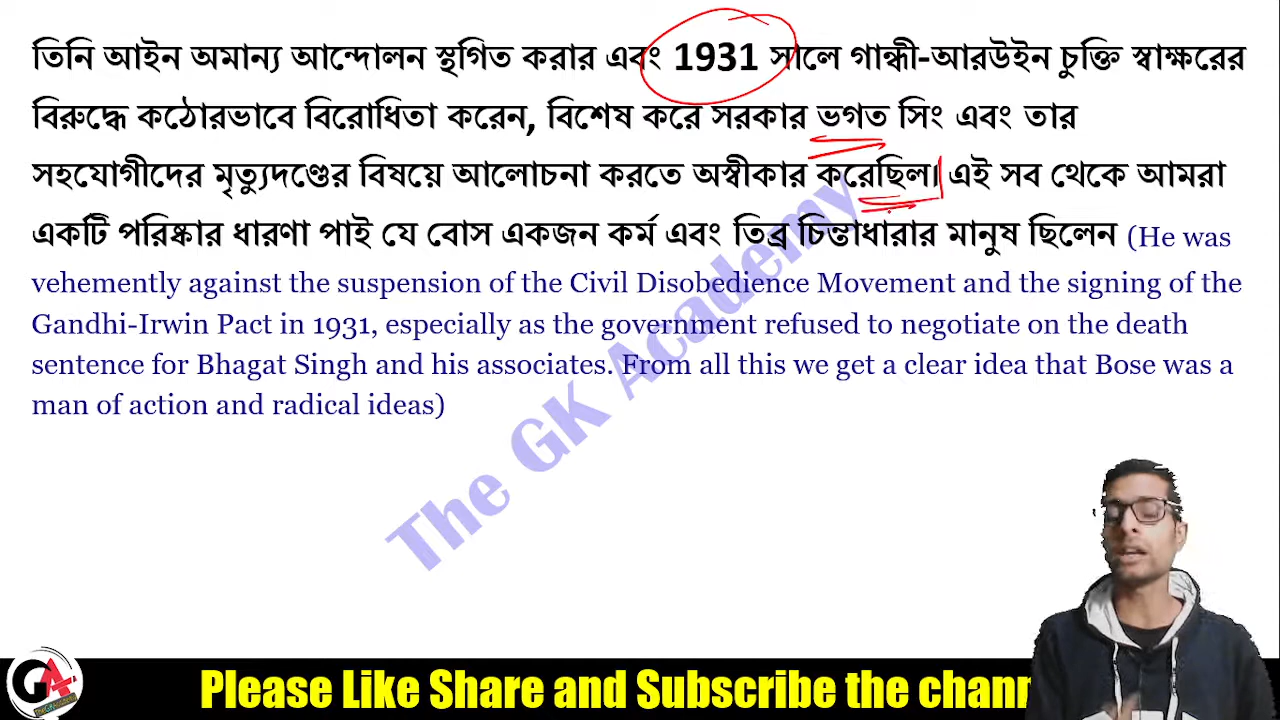 তিনি আইন অমান্য আন্দোলন স্থগিত করার এবং 1931 সালে গান্ধী-আরউইন চুক্তি স্বাক্ষরের
বিরুদ্ধে কঠোরভাবে বিরোধিতা করেন, বিশেষ করে সরকার ভগত সিং এবং তার
সহযোগীদের মৃত্যুদণ্ডের বিষয়ে আলোচনা করতে অস্বীকার করেছিল। এই সব থেকে আমরা
একটি পরিষ্কার ধারণা পাই যে বোস একজন কর্ম এবং তিব্র চিন্তাধারার মানুষ ছিলেন (He was
vehemently against the suspension of the Civil Disobedience Movement and the signing of the
Gandhi-Irwin Pact in 1931, especially as the government refused to negotiate on the death
sentence for Bhagat Singh and his associates. From all this we get a clear idea that Bose was a
man of action and radical ideas)
The GK Academy
GA
Please Like Share and Subscribe the chann